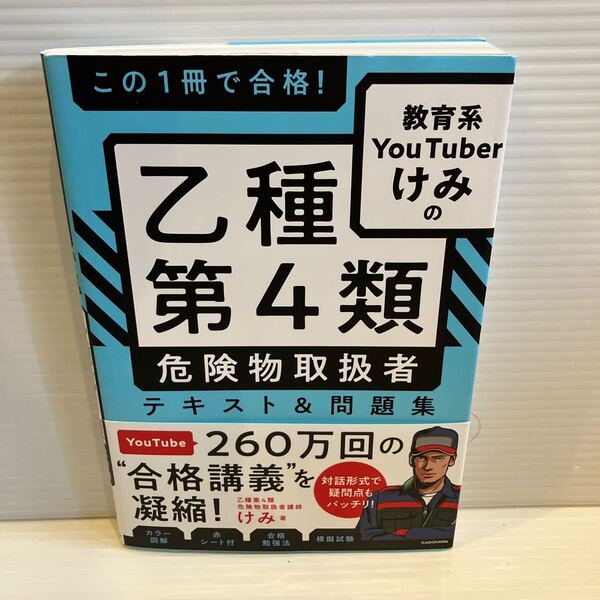 この1冊で合格!
教育系
YouTuber
けみの
乙種
第4類
危険物取扱者
テキスト&問題集
YouTube 260万回の
“合格講義”を
凝縮!
乙種第4類
危険物取扱者講師
けみ 著
対話形式で
疑問点も
バッチリ!
カラー
図解
赤
シート付
合格
勉強法
模擬試験
KADOKAWA